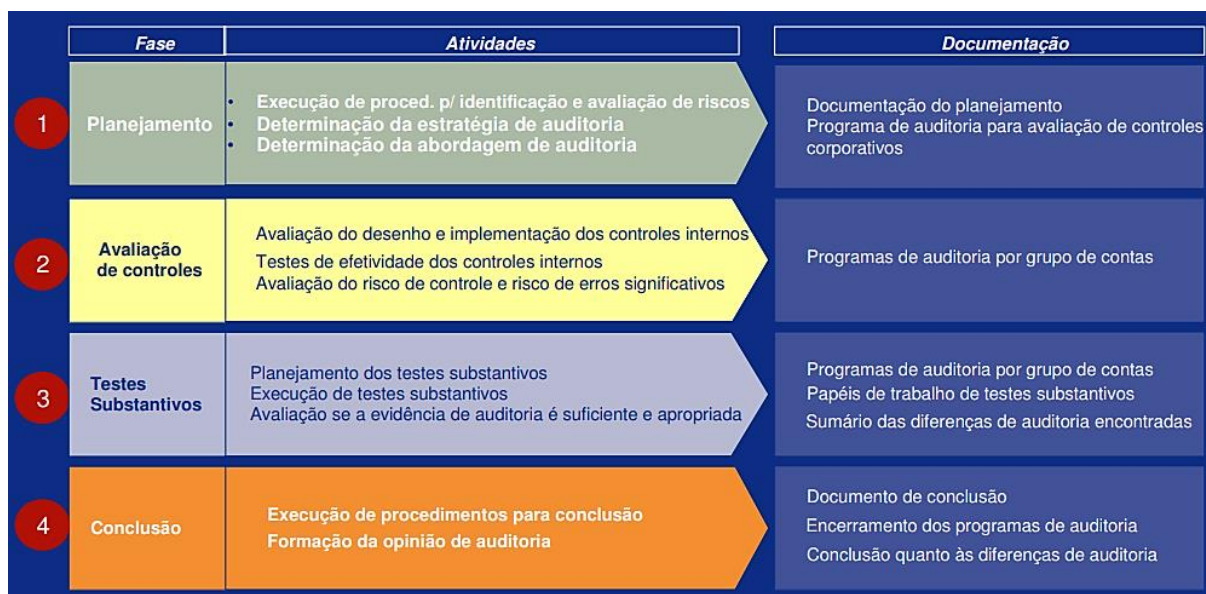 Fase
Atividades
Documentação
1
Planejamento
• Execução de proced. p/ identificação e avaliação de riscos
• Determinação da estratégia de auditoria
• Determinação da abordagem de auditoria
Documentação do planejamento
Programa de auditoria para avaliação de controles
corporativos
2
Avaliação
de controles
Avaliação do desenho e implementação dos controles internos
Testes de efetividade dos controles internos
Avaliação do risco de controle e risco de erros significativos
Programas de auditoria por grupo de contas
3
Testes
Substantivos
Planejamento dos testes substantivos
Execução de testes substantivos
Avaliação se a evidência de auditoria é suficiente e apropriada
Programas de auditoria por grupo de contas
Papéis de trabalho de testes substantivos
Sumário das diferenças de auditoria encontradas
4
Conclusão
Execução de procedimentos para conclusão
Formação da opinião de auditoria
Documento de conclusão
Encerramento dos programas de auditoria
Conclusão quanto às diferenças de auditoria